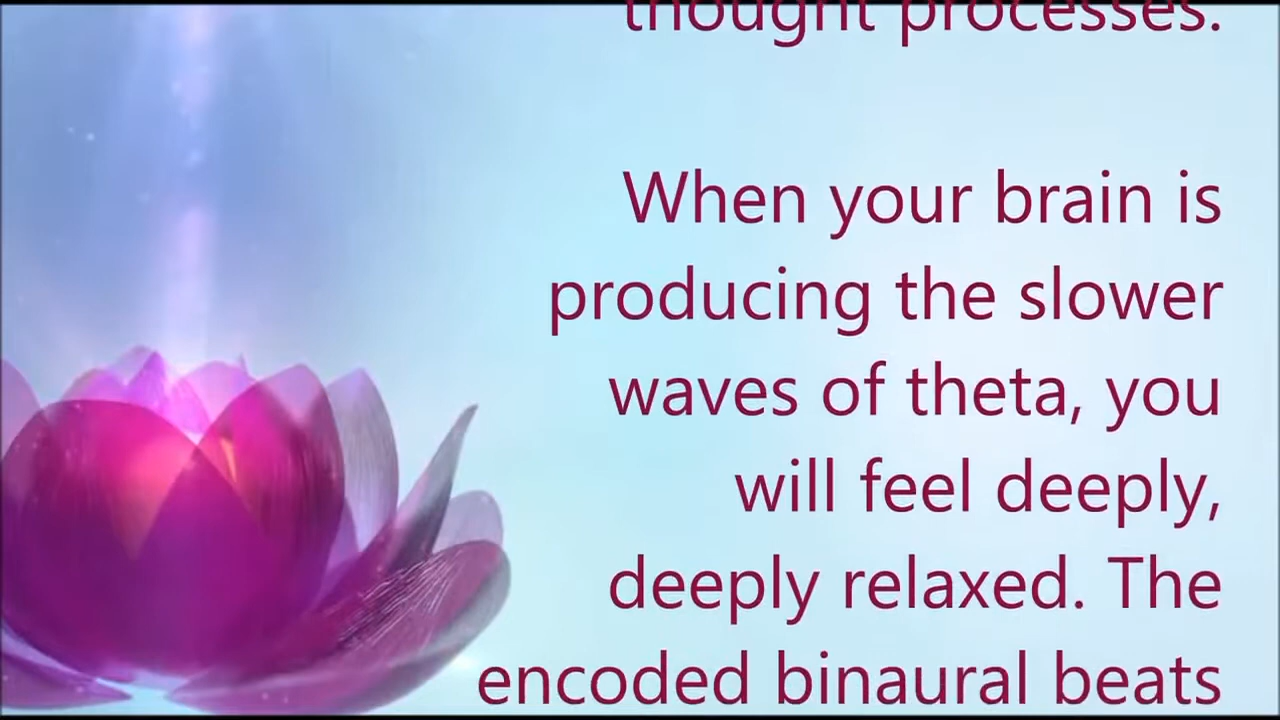 thought processes.
When your brain is
producing the slower
waves of theta, you
will feel deeply,
deeply relaxed. The
encoded binaural beats